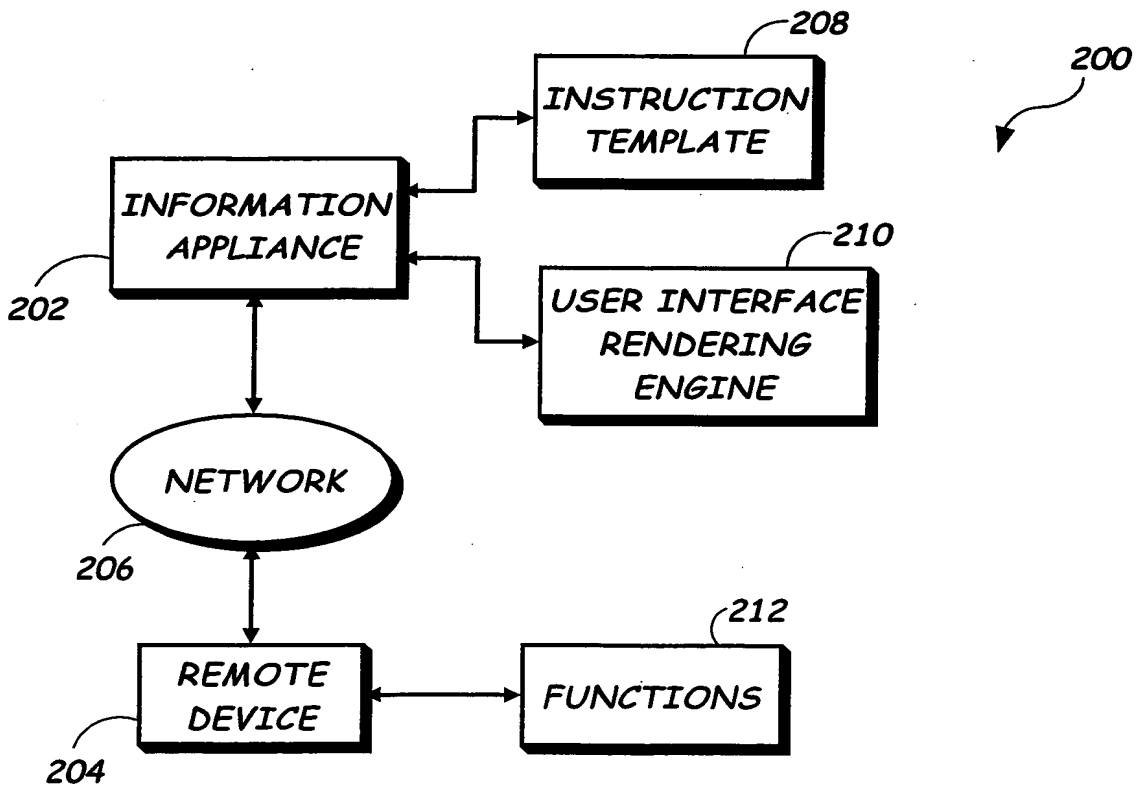 208
200
INSTRUCTION
TEMPLATE
INFORMATION
APPLIANCE
210
202
USER INTERFACE
RENDERING
ENGINE
NETWORK
206
212
REMOTE
DEVICE
FUNCTIONS
204